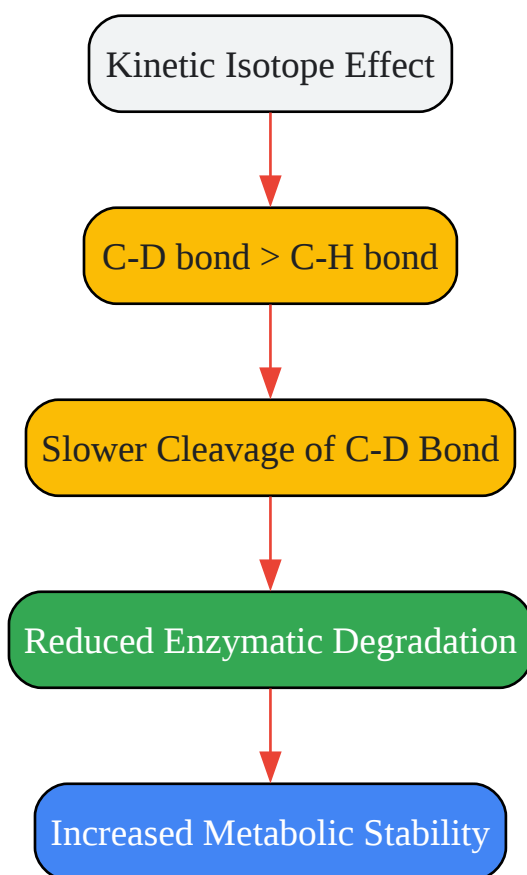 Kinetic Isotope Effect
C-D bond > C-H bond
Slower Cleavage of C-D Bond
Reduced Enzymatic Degradation
Increased Metabolic Stability